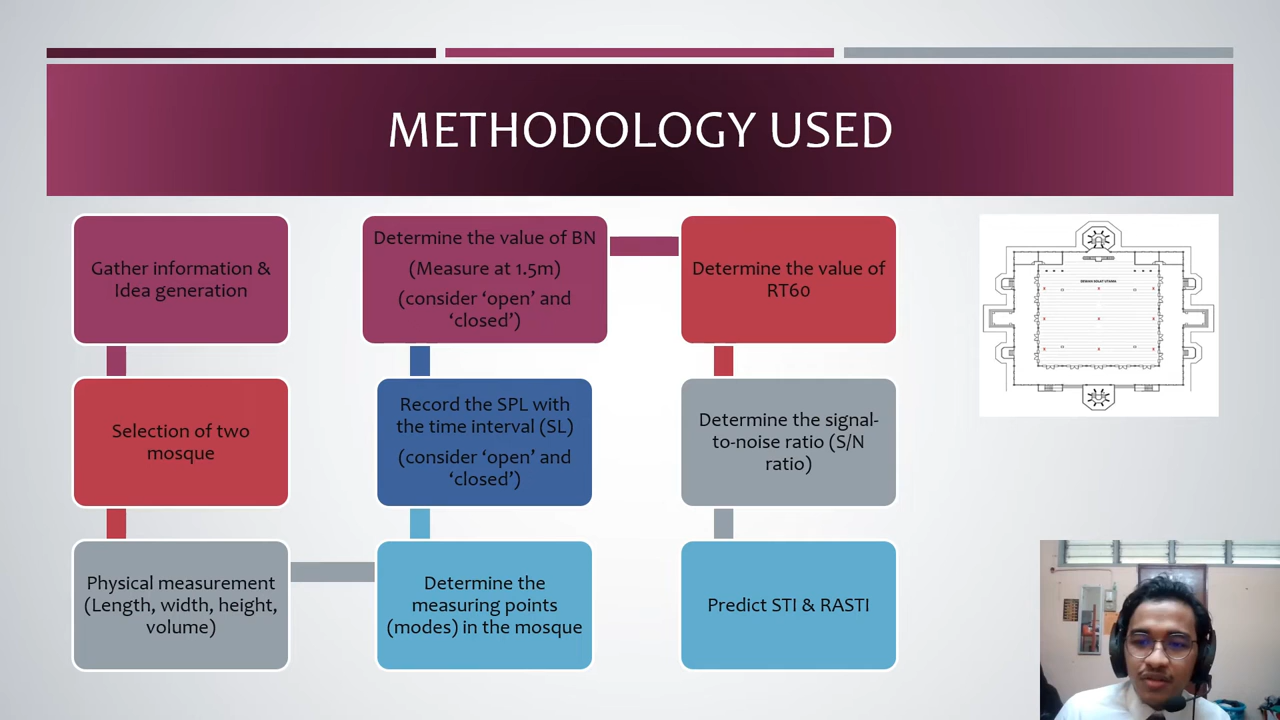 METHODOLOGY USED
Gather information &
Idea generation
Selection of two
mosque
Physical measurement
(Length, width, height,
volume)
Determine the
measuring points
(modes) in the mosque
Record the SPL with
the time interval (SL)
(consider ‘open’ and
‘closed’)
Determine the value of BN
(Measure at 1.5m)
(consider ‘open’ and
‘closed’)
Determine the value of
RT60
Determine the signal-
to-noise ratio (S/N
ratio)
Predict STI & RASTI
DEWAN SOLAT UTAMA